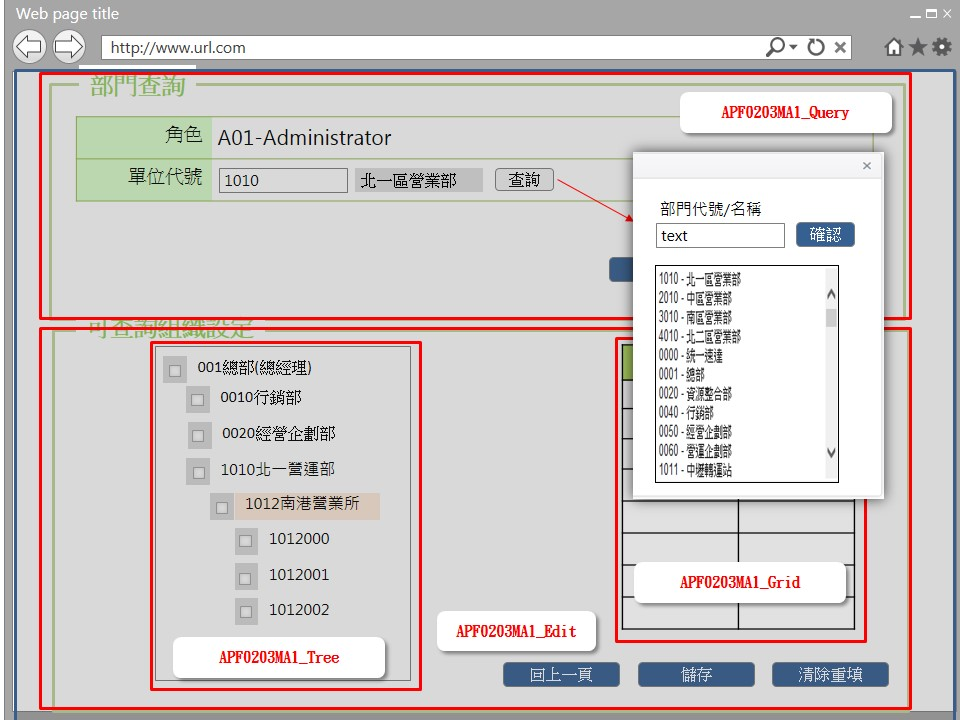 Web page title
http://www.url.com
部門查詢
APF0203MA1_Query
角色
A01-Administrator
單位代號
1010
北一區營業部
查詢
部門代號/名稱
text
確認
1010 - 北一區營業部
2010 - 中區營業部
3010 - 南區營業部
4010 - 北二區營業部
0000 - 統一速達
0001 - 總部
0020 - 資源整合部
0040 - 行銷部
0050 - 經營企劃部
0060 - 營運企劃部
1011 - 中壢轉運站
可查詢組織設定
001總部(總經理)
0010行銷部
0020經營企劃部
1010北一營運部
1012南港營業所
1012000
1012001
1012002
APF0203MA1_Tree
APF0203MA1_Grid
APF0203MA1_Edit
回上一頁
儲存
清除重填